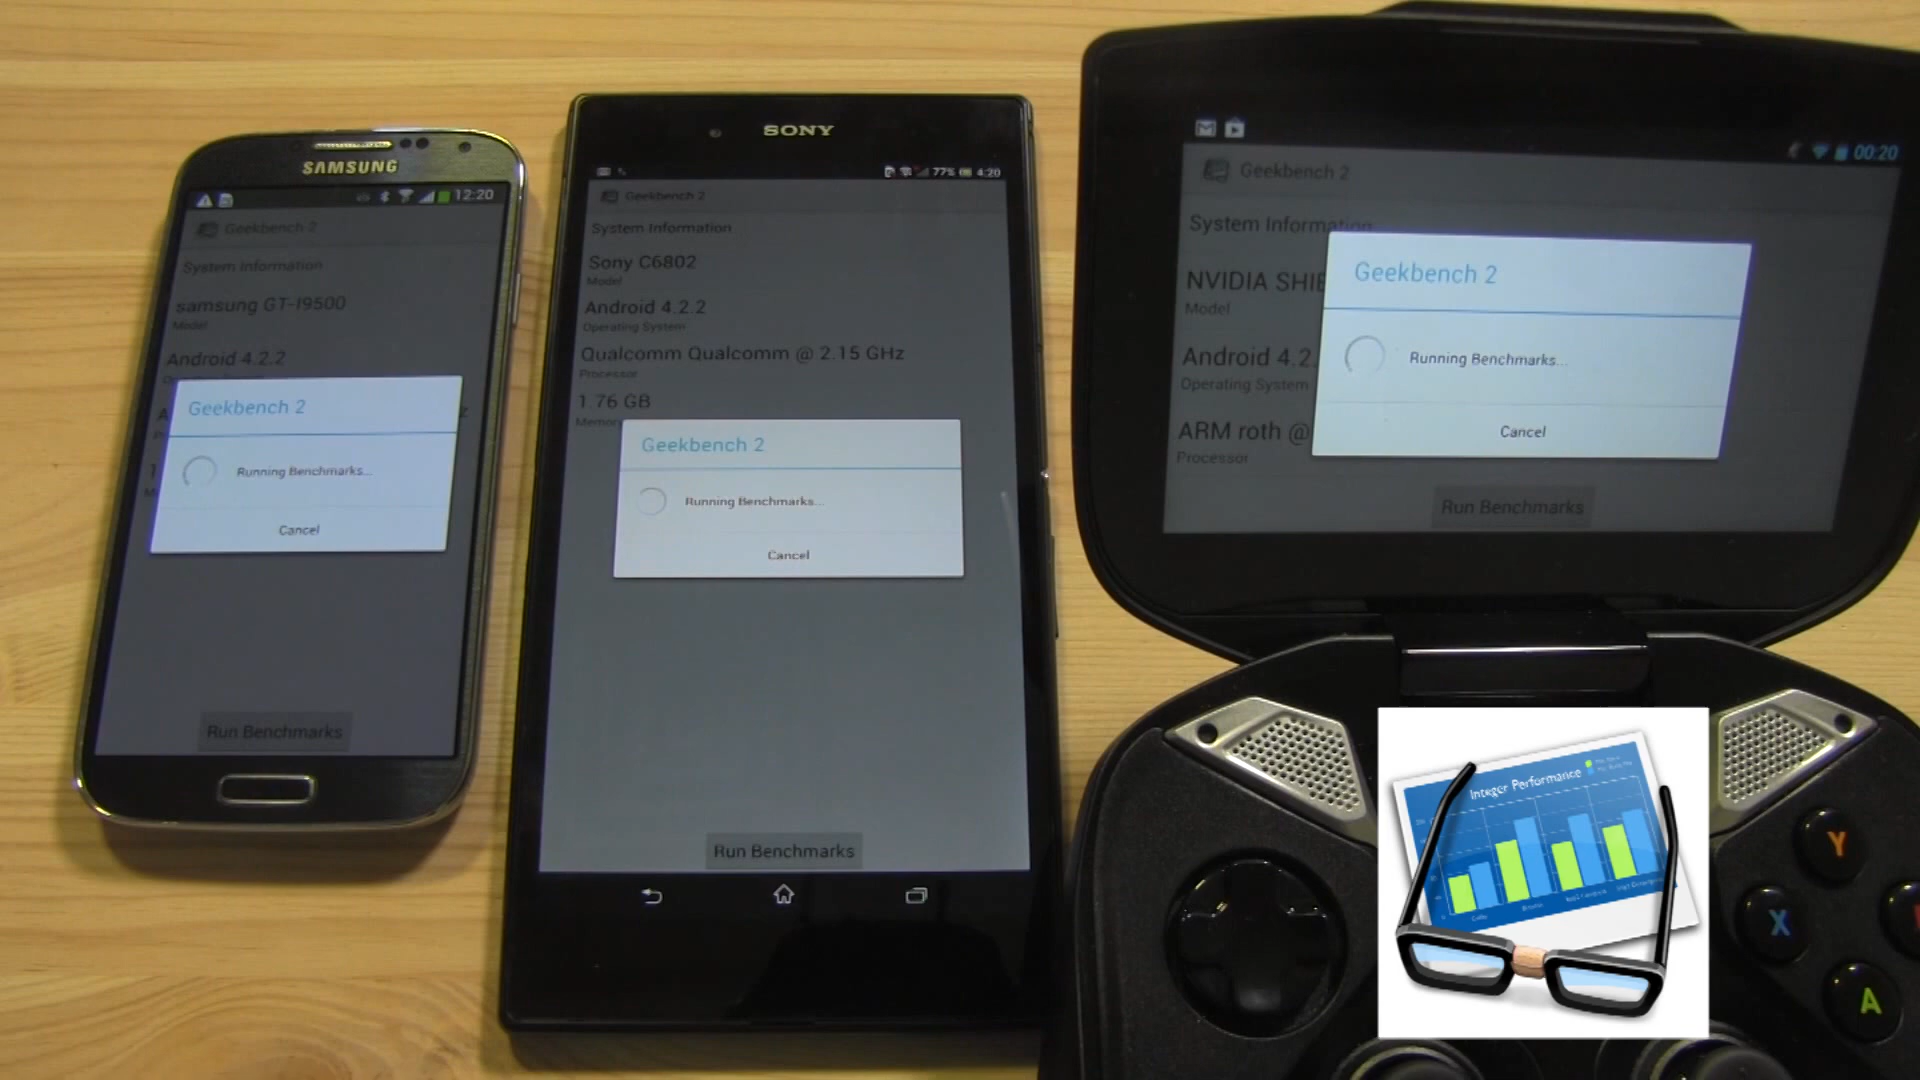 SAMSUNG
12:20
Geekbench 2
System Information
samsung GT-I9500
Model
Android 4.2.2
Geekbench 2
Running Benchmarks...
Cancel
Run Benchmarks
SONY
77% 4:20
Geekbench 2
System Information
Sony C6802
Model
Android 4.2.2
Operating System
Qualcomm Qualcomm @ 2.15 GHz
Processor
1.76 GB
Memory
Geekbench 2
Running Benchmarks...
Cancel
Run Benchmarks
00:20
Geekbench 2
System Information
NVIDIA SHIE
Model
Android 4.2.
Operating System
ARM roth @
Processor
Geekbench 2
Running Benchmarks...
Cancel
Run Benchmarks
Integer Performance
Y
X
A